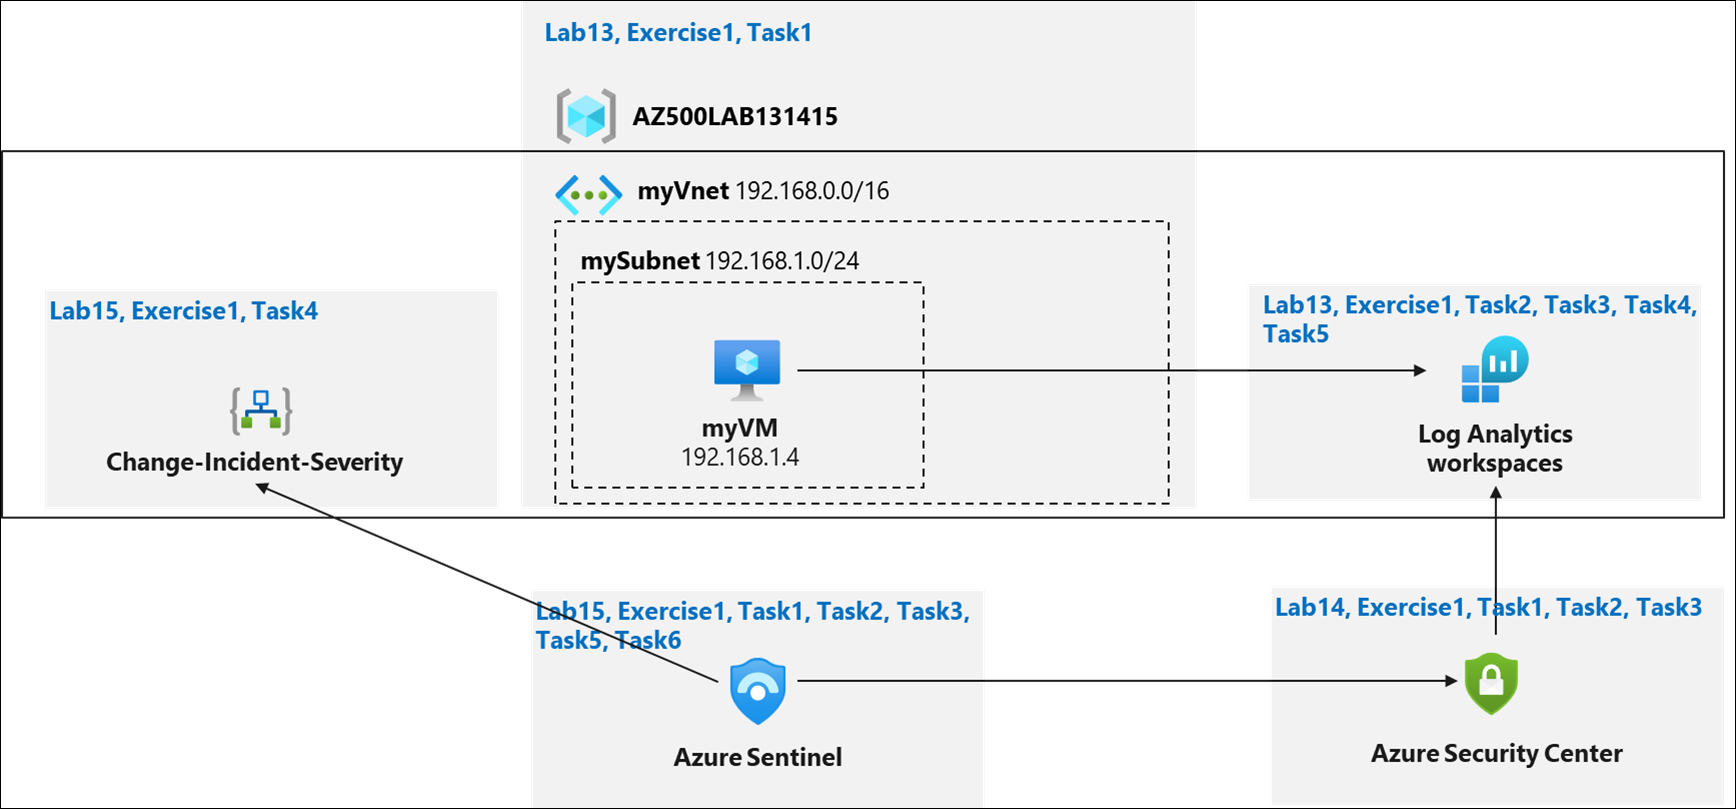 Lab13, Exercise1, Task1
AZ500LAB131415
myVnet 192.168.0.0/16
mySubnet 192.168.1.0/24
myVM
192.168.1.4
Lab15, Exercise1, Task4
Change-Incident-Severity
Lab13, Exercise1, Task2, Task3, Task4,
Task5
Log Analytics
workspaces
Lab15, Exercise1, Task1, Task2, Task3,
Task5, Task6
Azure Sentinel
Lab14, Exercise1, Task1, Task2, Task3
Azure Security Center